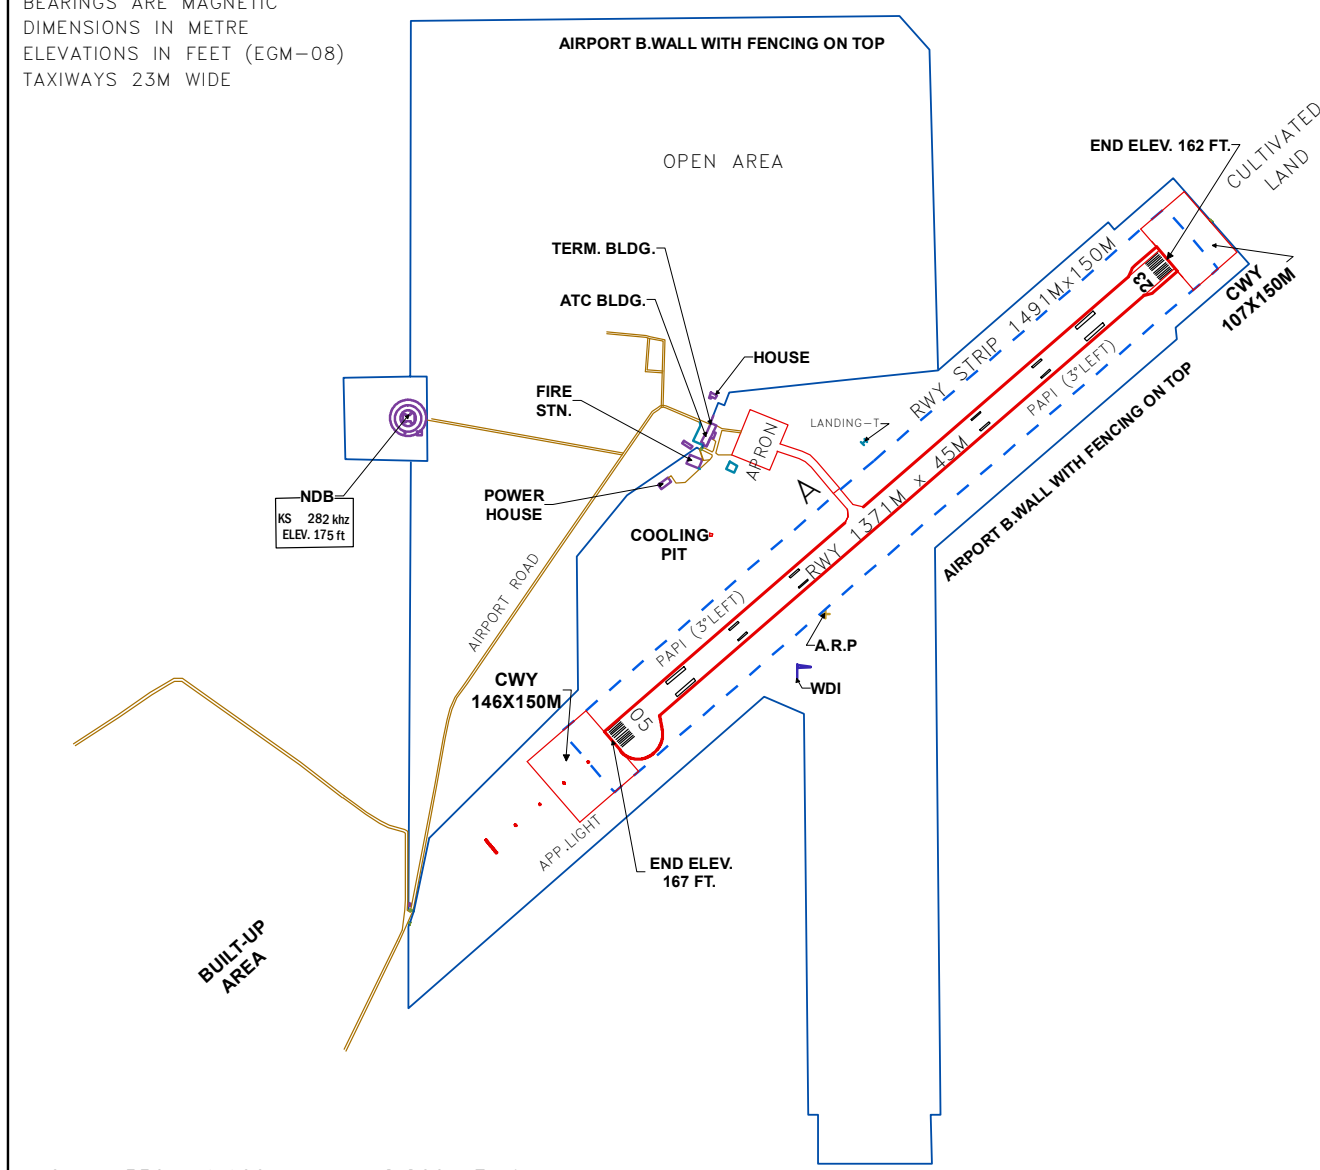 BEARINGS ARE MAGNETIC
DIMENSIONS IN METRE
ELEVATIONS IN FEET (EGM-08)
TAXIWAYS 23M WIDE
AIRPORT B.WALL WITH FENCING ON TOP
OPEN AREA
END ELEV. 162 FT.
CULTIVATED
LAND
TERM. BLDG.
ATC BLDG.
HOUSE
FIRE
STN.
RWY STRIP 1491Mx150M
23
CWY
107X150M
PAPI (3°LEFT)
LANDING-T
APRON
A
RWY 1371M x 45M
AIRPORT B.WALL WITH FENCING ON TOP
NDB
KS 282 khz
ELEV. 175 ft
POWER
HOUSE
COOLING
PIT
AIRPORT ROAD
PAPI (3°LEFT)
A.R.P
WDI
CWY
146X150M
05
APP.LIGHT
END ELEV.
167 FT.
BUILT-UP
AREA